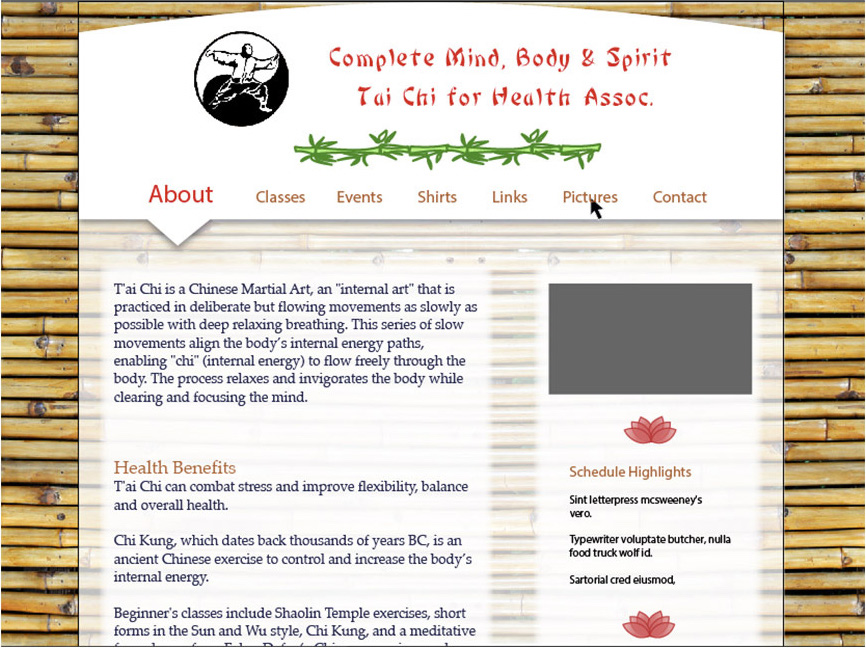 Complete Mind, Body & Spirit
Tai Chi for Health Assoc.
About Classes Events Shirts Links Pictures Contact
T'ai Chi is a Chinese Martial Art, an "internal art" that is
practiced in deliberate but flowing movements as slowly as
possible with deep relaxing breathing. This series of slow
movements align the body’s internal energy paths,
enabling "chi" (internal energy) to flow freely through the
body. The process relaxes and invigorates the body while
clearing and focusing the mind.
Health Benefits
T'ai Chi can combat stress and improve flexibility, balance
and overall health.
Chi Kung, which dates back thousands of years BC, is an
ancient Chinese exercise to control and increase the body’s
internal energy.
Beginner's classes include Shaolin Temple exercises, short
forms in the Sun and Wu style, Chi Kung, and a meditative
Schedule Highlights
Sint letterpress mcsweeney's
vero.
Typewriter voluptate butcher, nulla
food truck wolf id.
Sartorial cred eiusmod,